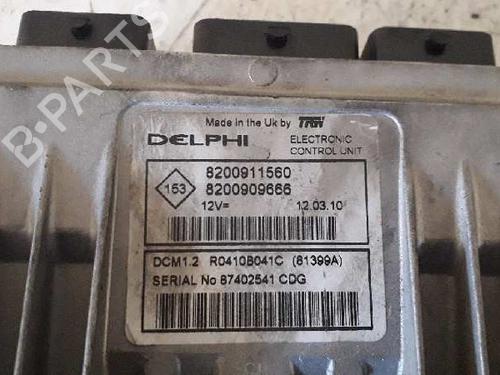 Made in the Uk by TRW
DELPHI
ELECTRONIC
CONTROL UNIT
153
8200911560
8200909666
12V= 12.03.10
DCM1.2 R0410B041C (61399A)
SERIAL No 87402541 CDG
B-PARTS